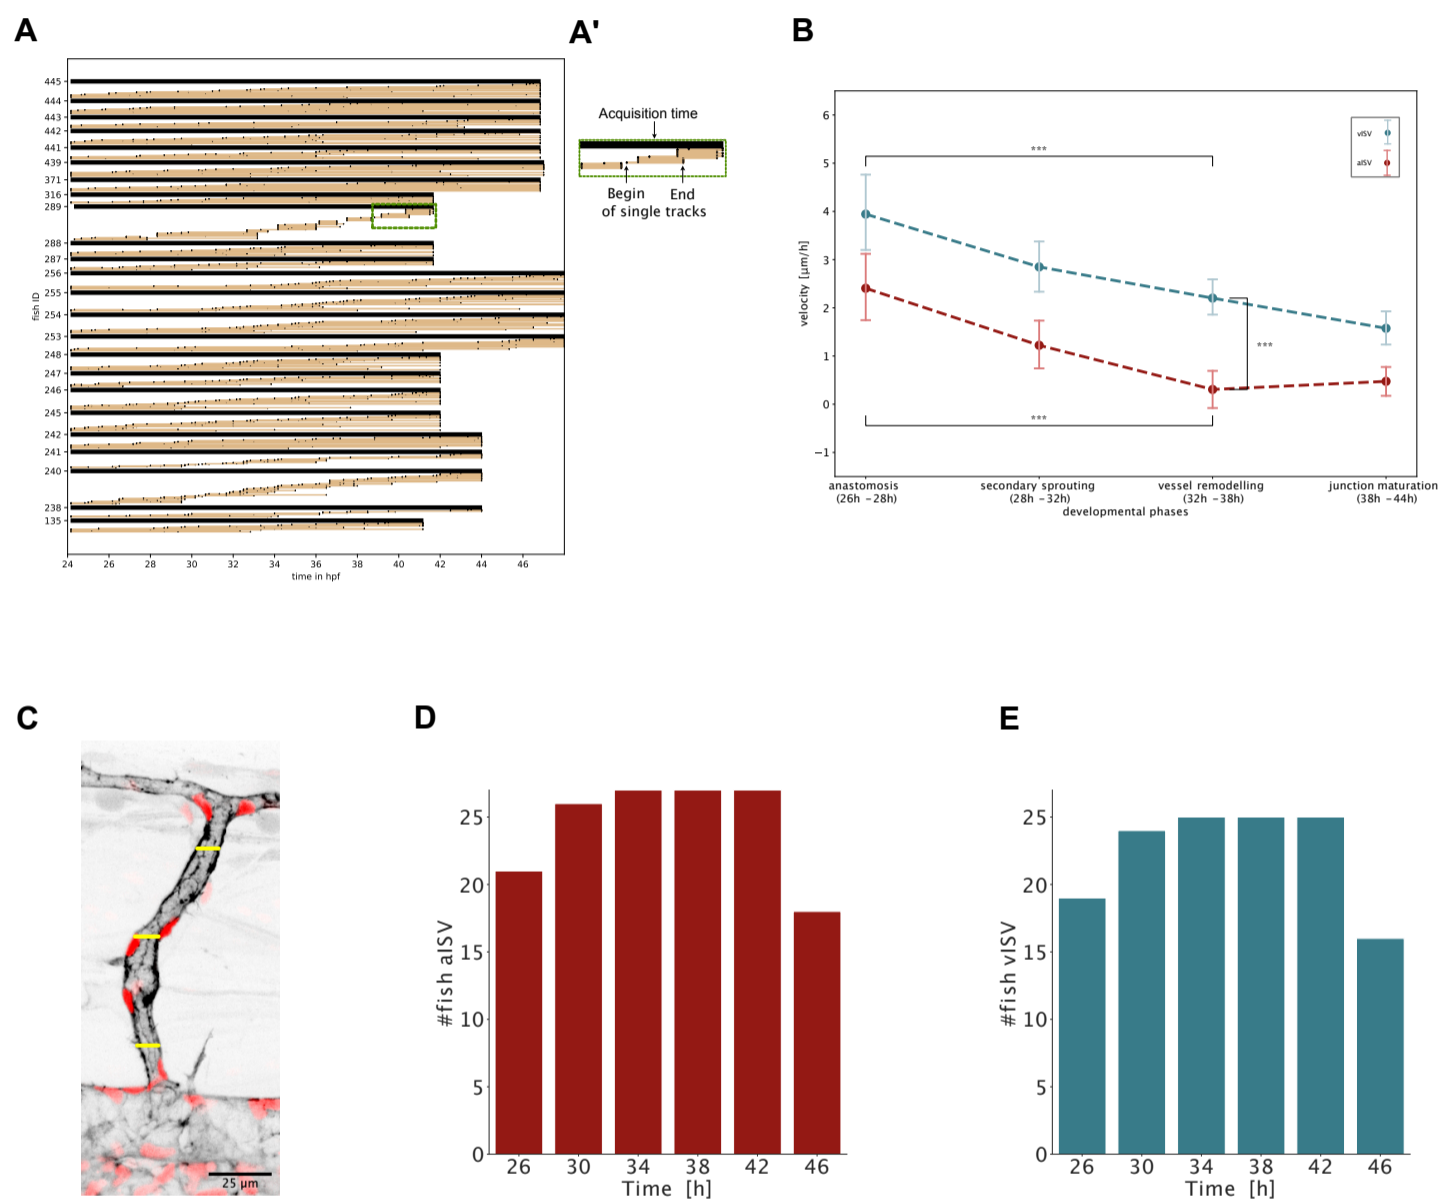 A
A'
B
445
444
443
442
441
439
371
316
289
288
287
256
255
254
253
248
247
246
245
242
241
240
238
135
fish ID
24 26 28 30 32 34 36 38 40 42 44 46
time in hpf
Acquisition time
Begin End
of single tracks
6
5
4
3
2
1
0
−1
velocity [μm/h]
vISV
aISV
***
***
***
anastomosis secondary sprouting vessel remodelling junction maturation
(26h –28h) (28h –32h) (32h –38h) (38h –44h)
developmental phases
C
25 μm
D
25
20
15
10
5
0
#fish aISV
26 30 34 38 42 46
Time [h]
E
25
20
15
10
5
0
#fish vISV
26 30 34 38 42 46
Time [h]